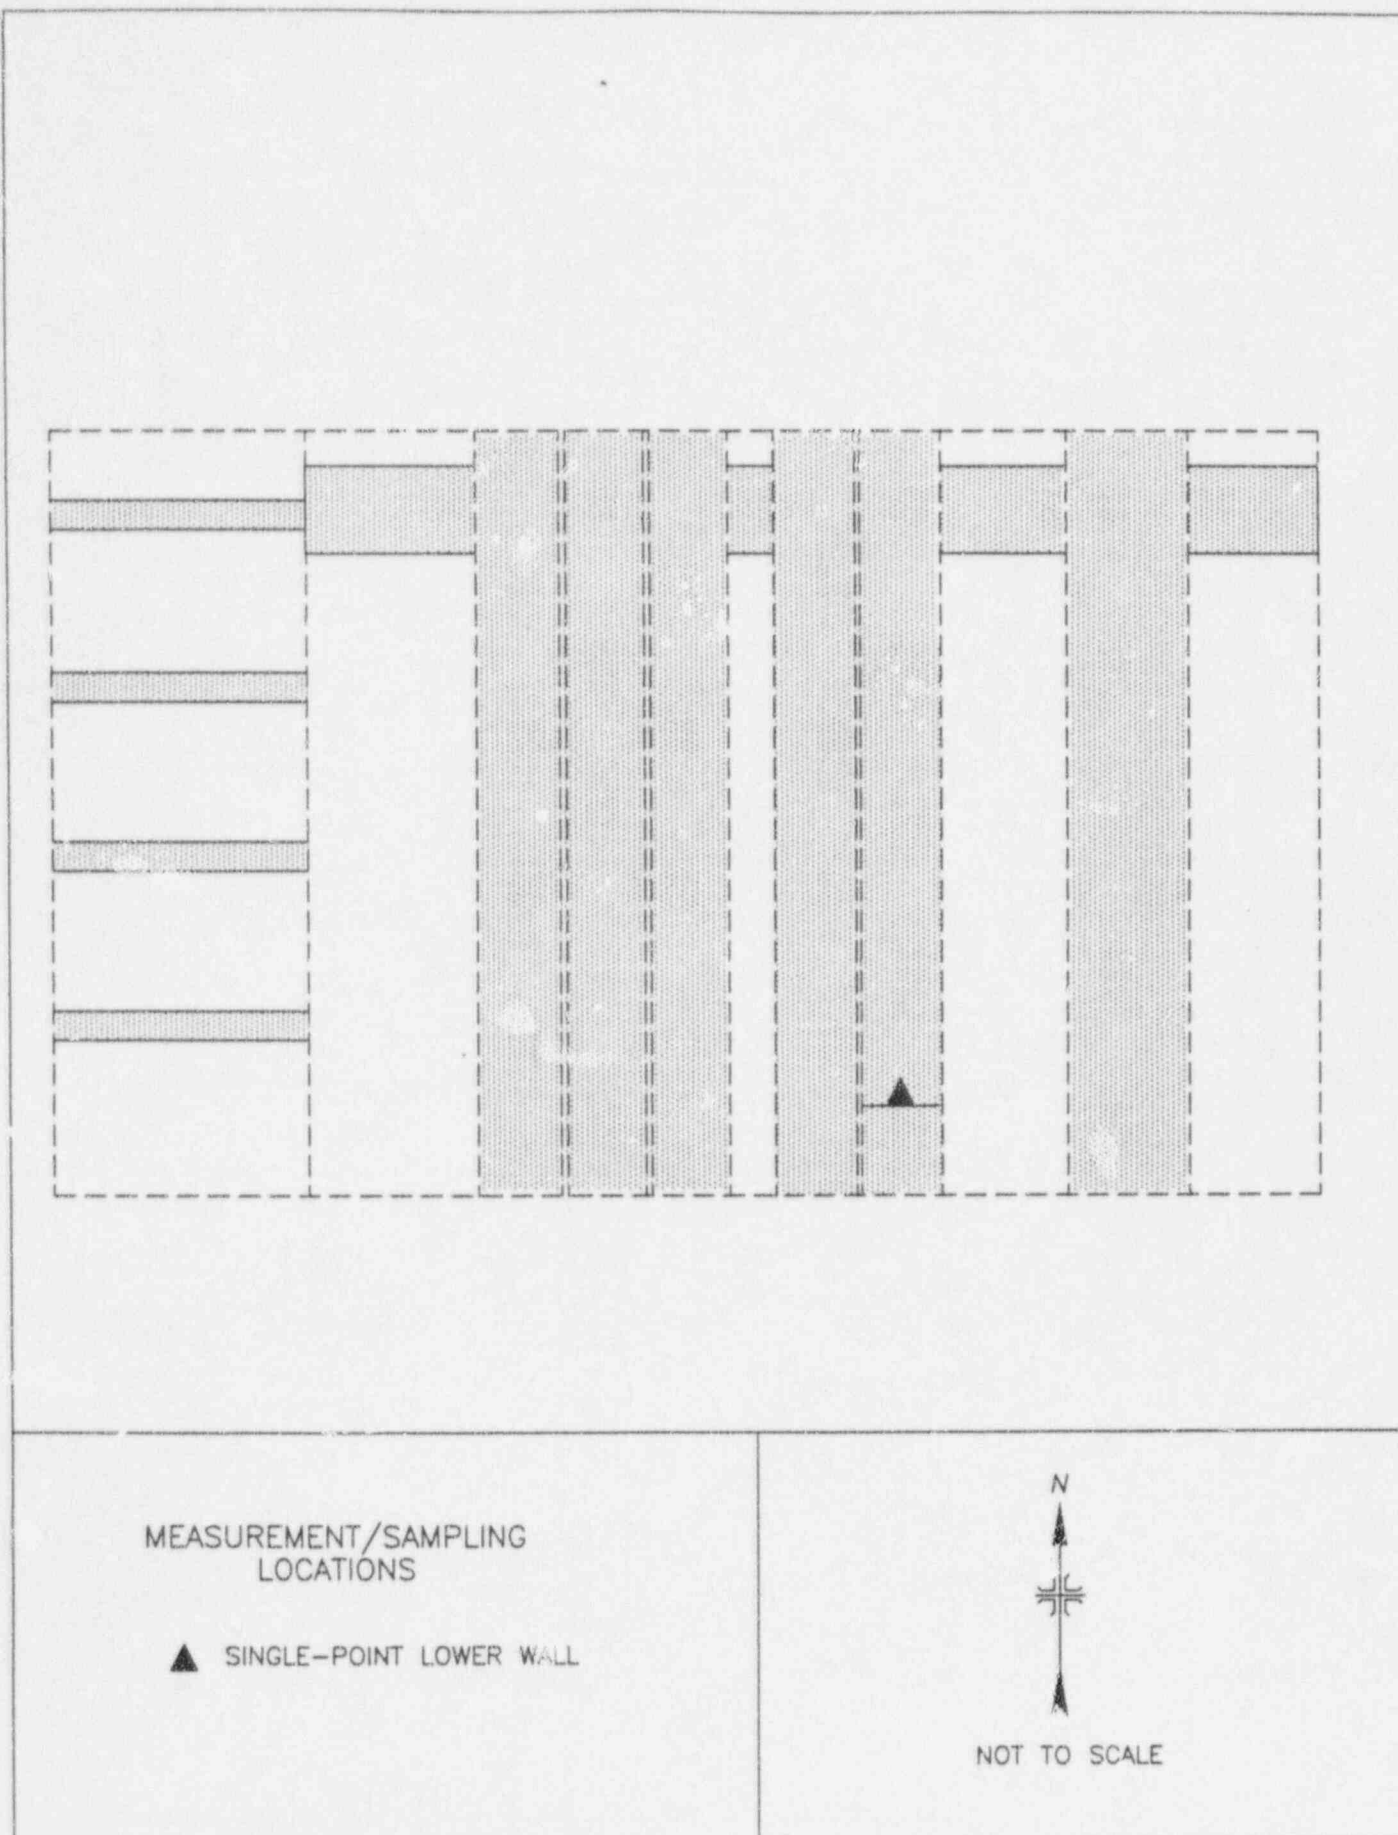 MEASUREMENT/SAMPLING
LOCATIONS
SINGLE-POINT LOWER WALL
N
NOT TO SCALE